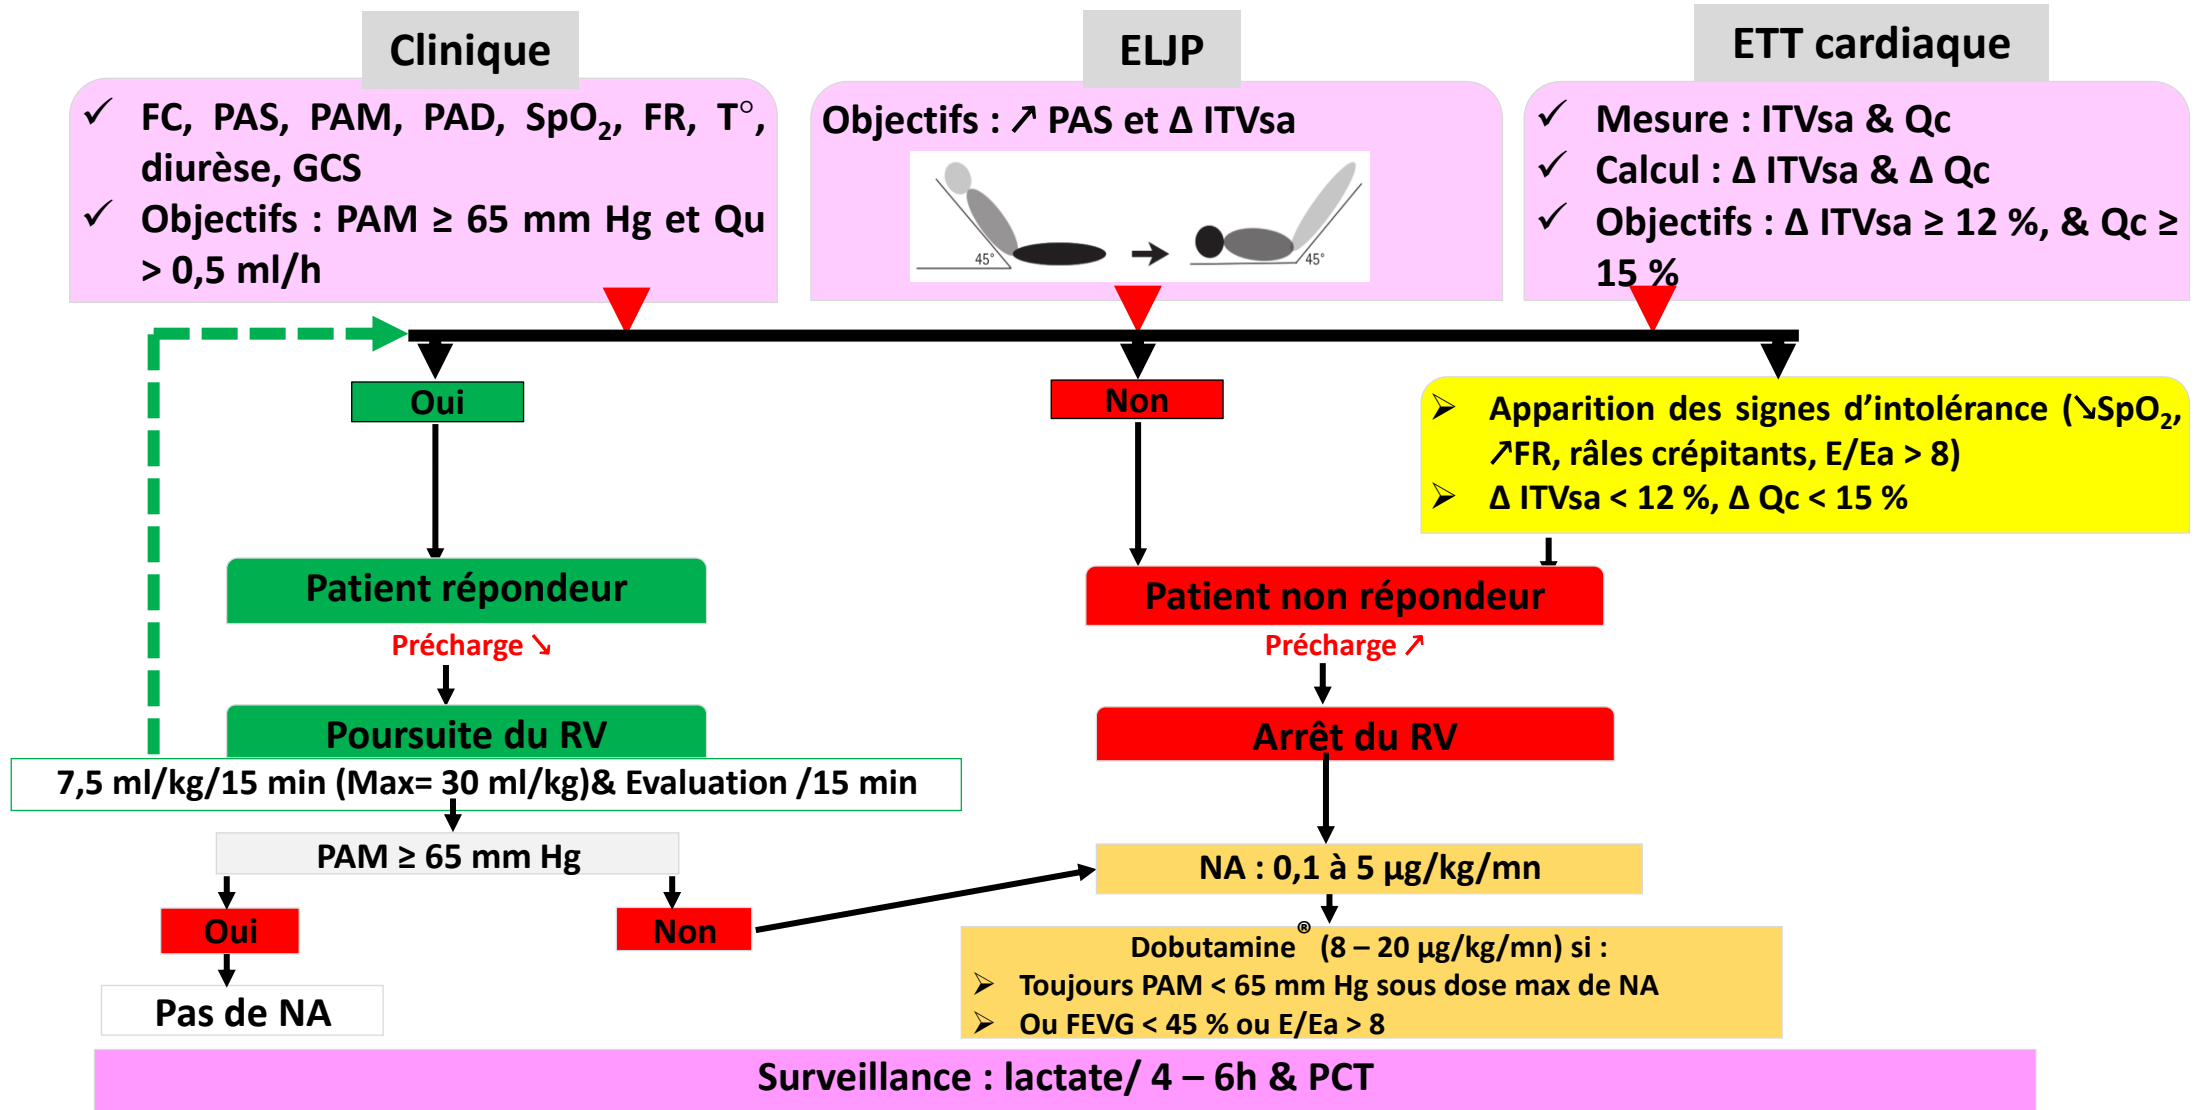 Clinique
FC, PAS, PAM, PAD, SpO₂, FR, T°,
diurèse, GCS
Objectifs : PAM ≥ 65 mm Hg et Qu
> 0,5 ml/h
ELJP
Objectifs : ↗ PAS et Δ ITVsa
45°
45°
ETT cardiaque
Mesure : ITVsa & Qc
Calcul : Δ ITVsa & Δ Qc
Objectifs : Δ ITVsa ≥ 12 %, & Qc ≥
15 %
Oui
Non
Apparition des signes d’intolérance (↘SpO₂,
↗FR, râles crépitants, E/Ea > 8)
Δ ITVsa < 12 %, Δ Qc < 15 %
Patient répondeur
Précharge ↘
Patient non répondeur
Précharge ↗
Poursuite du RV
7,5 ml/kg/15 min (Max= 30 ml/kg)& Evaluation /15 min
Arrêt du RV
PAM ≥ 65 mm Hg
Oui
Non
Pas de NA
NA : 0,1 à 5 µg/kg/mn
Dobutamine® (8 – 20 µg/kg/mn) si :
Toujours PAM < 65 mm Hg sous dose max de NA
Ou FEVG < 45 % ou E/Ea > 8
Surveillance : lactate/ 4 – 6h & PCT